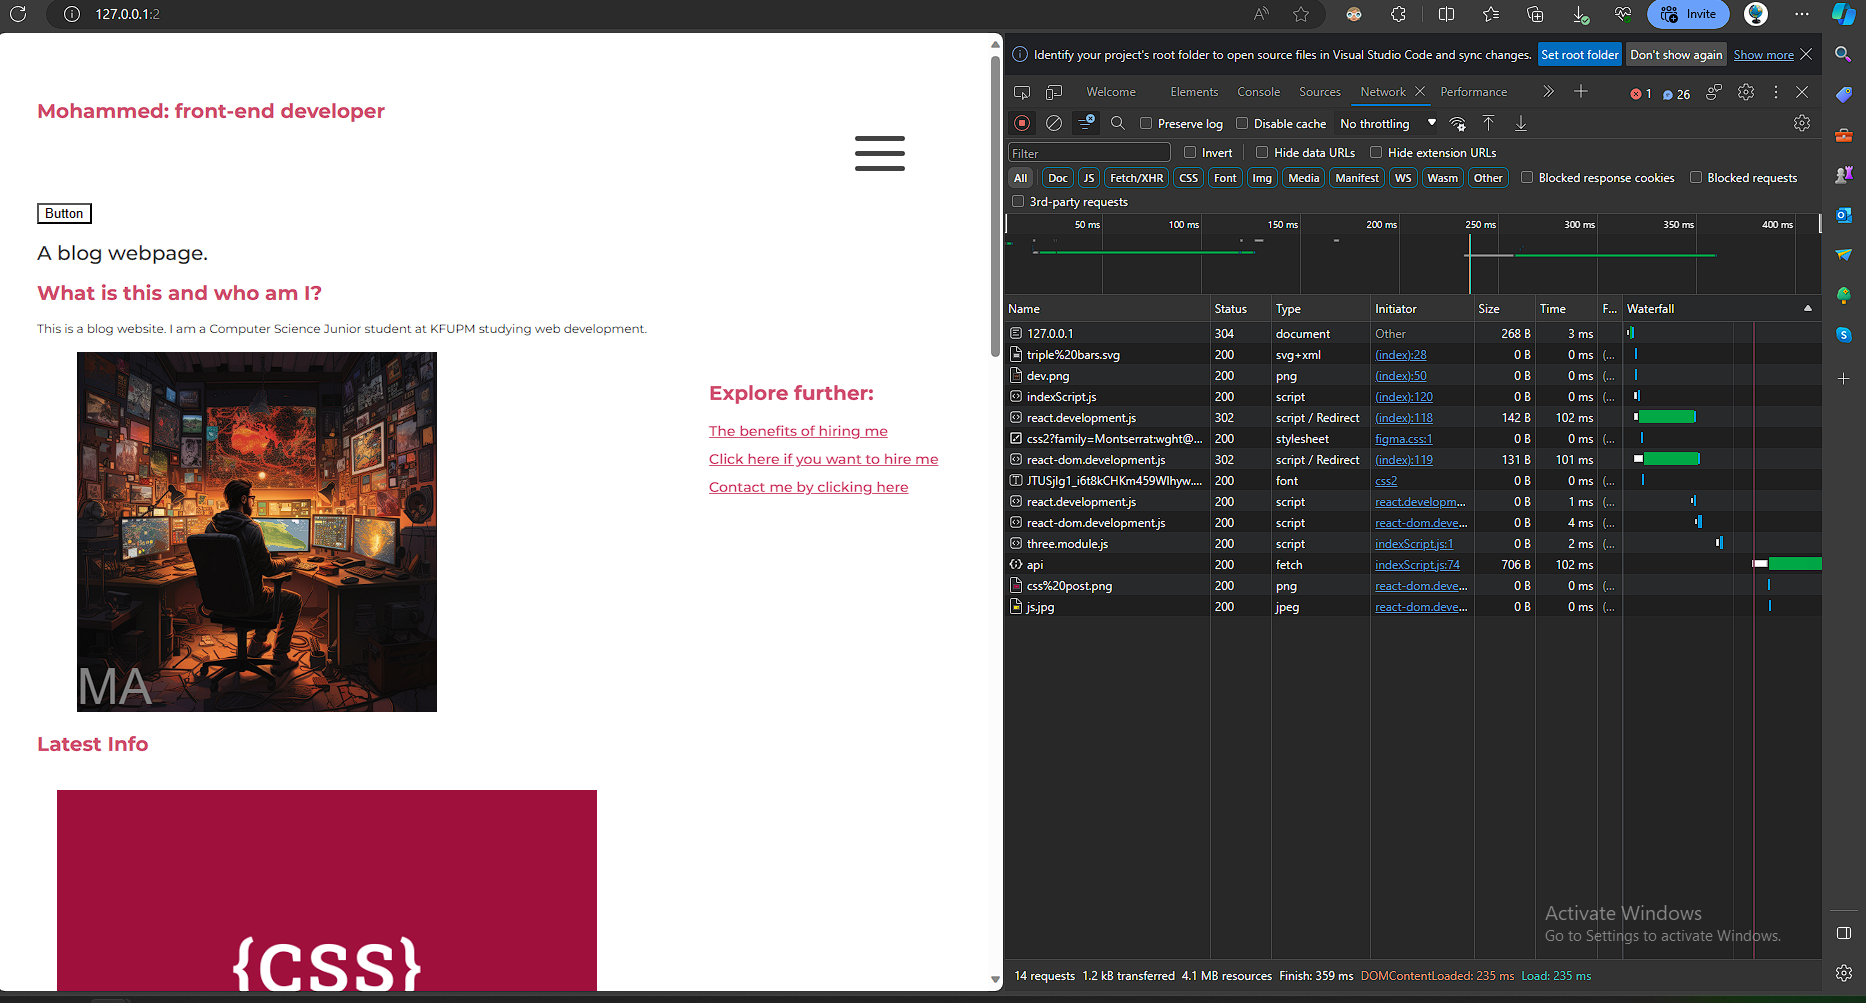 127.0.0.1:2
Invite
Mohammed: front-end developer
Button
A blog webpage.
What is this and who am I?
This is a blog website. I am a Computer Science Junior student at KFUPM studying web development.
MA
Explore further:
The benefits of hiring me
Click here if you want to hire me
Contact me by clicking here
Latest Info
{CSS}
Identify your project's root folder to open source files in Visual Studio Code and sync changes. Set root folder Don't show again Show more
Welcome Elements Console Sources Network Performance 1 26
Preserve log Disable cache No throttling
Filter Invert Hide data URLs Hide extension URLs
All Doc JS Fetch/XHR CSS Font Img Media Manifest WS Wasm Other Blocked response cookies Blocked requests
3rd-party requests
50 ms 100 ms 150 ms 200 ms 250 ms 300 ms 350 ms 400 ms
Name Status Type Initiator Size Time F... Waterfall
127.0.0.1 304 document Other 268 B 3 ms
triple%20bars.svg 200 svg+xml (index):28 0 B 0 ms (...
dev.png 200 png (index):50 0 B 0 ms (...
indexScript.js 200 script (index):120 0 B 0 ms (...
react.development.js 302 script / Redirect (index):118 142 B 102 ms
css2?family=Montserrat:wght@... 200 stylesheet figma.css:1 0 B 0 ms (...
react-dom.development.js 302 script / Redirect (index):119 131 B 101 ms
JTUSjIg1_i6t8kCHKm459WIhyw.... 200 font css2 0 B 0 ms (...
react.development.js 200 script react.developm... 0 B 1 ms (...
react-dom.development.js 200 script react-dom.deve... 0 B 4 ms (...
three.module.js 200 script indexScript.js:1 0 B 2 ms (...
api 200 fetch indexScript.js:74 706 B 102 ms
css%20post.png 200 png react-dom.deve... 0 B 0 ms (...
js.jpg 200 jpeg react-dom.deve... 0 B 0 ms (...
Activate Windows
Go to Settings to activate Windows.
14 requests 1.2 kB transferred 4.1 MB resources Finish: 359 ms DOMContentLoaded: 235 ms Load: 235 ms